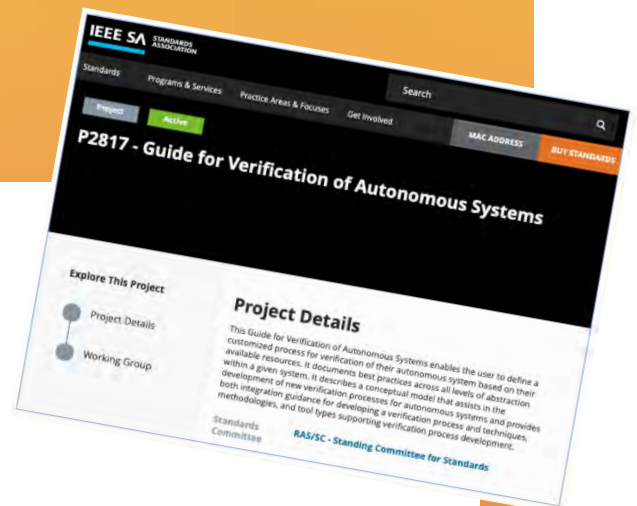 IEEE SA STANDARDS
ASSOCIATION
Search
Standards Programs & Services Practice Areas & Focuses Get Involved MAC ADDRESS BUY STANDARDS
Project Active
P2817 - Guide for Verification of Autonomous Systems
Explore This Project
Project Details
Working Group
Project Details
This Guide for Verification of Autonomous Systems enables the user to define a
customized process for verification of their autonomous system based on their
available resources. It documents best practices across all levels of abstraction
within a given system. It describes a conceptual model that assists in the
development of new verification processes for autonomous systems and provides
both integration guidance for developing a verification process and techniques,
methodologies, and tool types supporting verification process development.
Standards
Committee
RAS/SC - Standing Committee for Standards